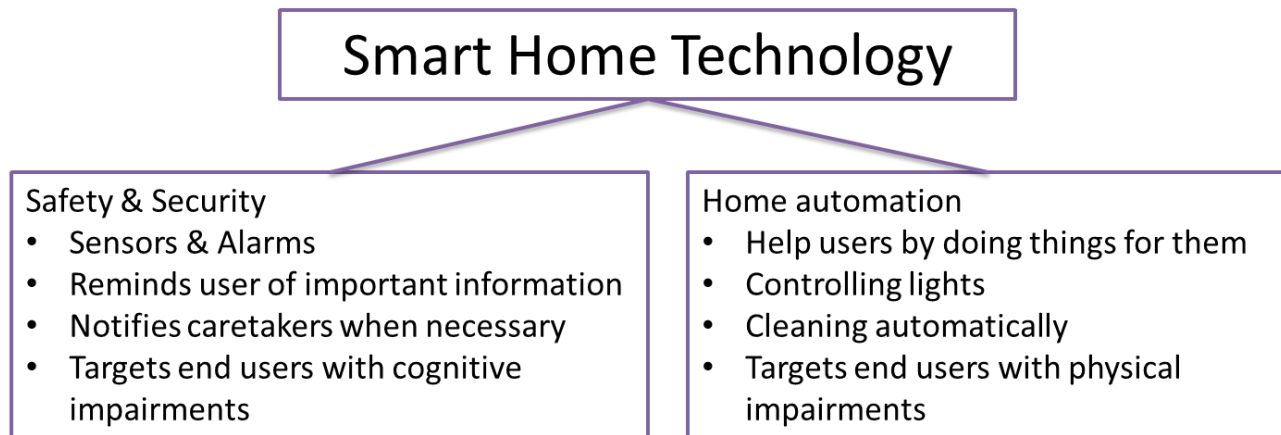 Smart Home Technology
Safety & Security
• Sensors & Alarms
• Reminds user of important information
• Notifies caretakers when necessary
• Targets end users with cognitive
impairments
Home automation
• Help users by doing things for them
• Controlling lights
• Cleaning automatically
• Targets end users with physical
impairments